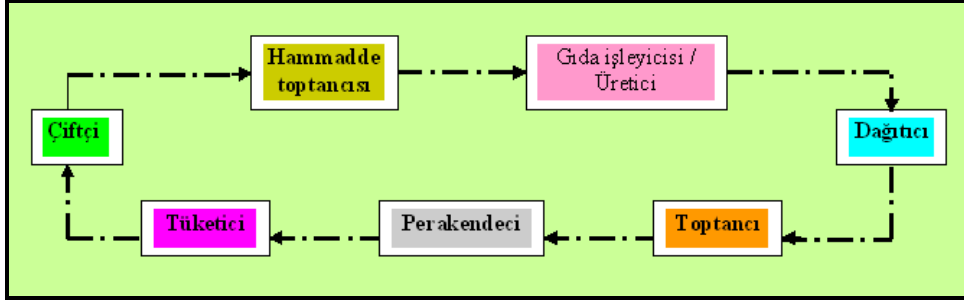 Hammadde
toptancısı
Gıda işleyicisi /
Üretici
Çiftçi
Dağıtıcı
Tüketici
Perakendeci
Toptancı